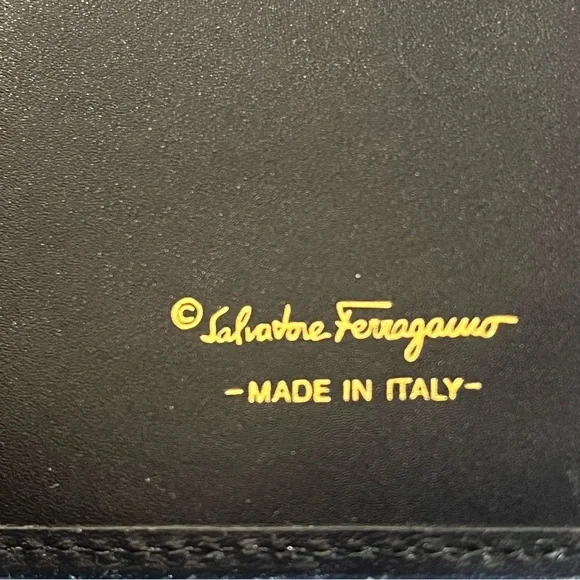 © Salvatore Ferragamo
-MADE IN ITALY-